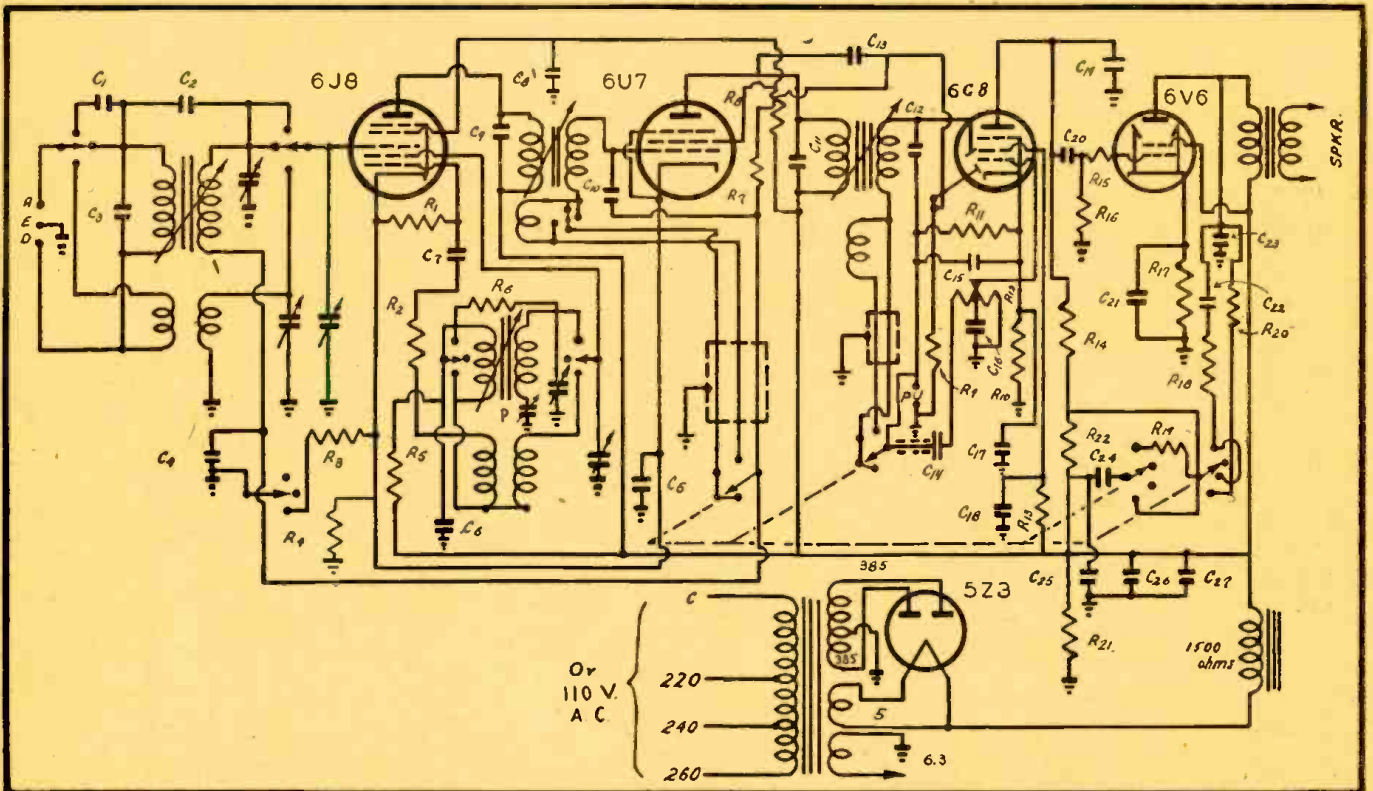 C1
C2
6J8
C8
6U7
C13
6G8
C19
6V6
C9
R8
C12
C20
SPKR.
A
E
D
C3
R1
C10
R7
C11
R15
R16
C7
R11
C23
R2
R6
C15
R12
R17
C21
C22
R20
R14
C16
P
R9
R10
PU
R18
C4
R3
R5
C14
C17
R22
C24
R19
R4
C6
C5
C18
R13
385
C25
C26
C27
5Z3
C
385
R21
1500
ohms
Or
110 V.
A C
220
240
260
5
6.3